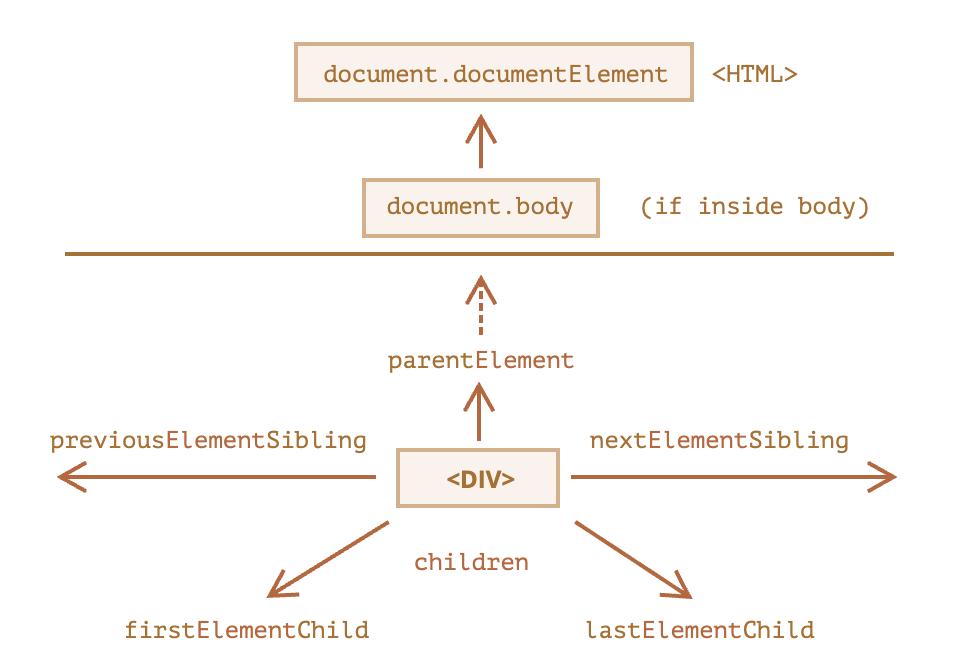 document.documentElement <HTML>
document.body (if inside body)
parentElement
previousElementSibling nextElementSibling
<DIV>
children
firstElementChild lastElementChild